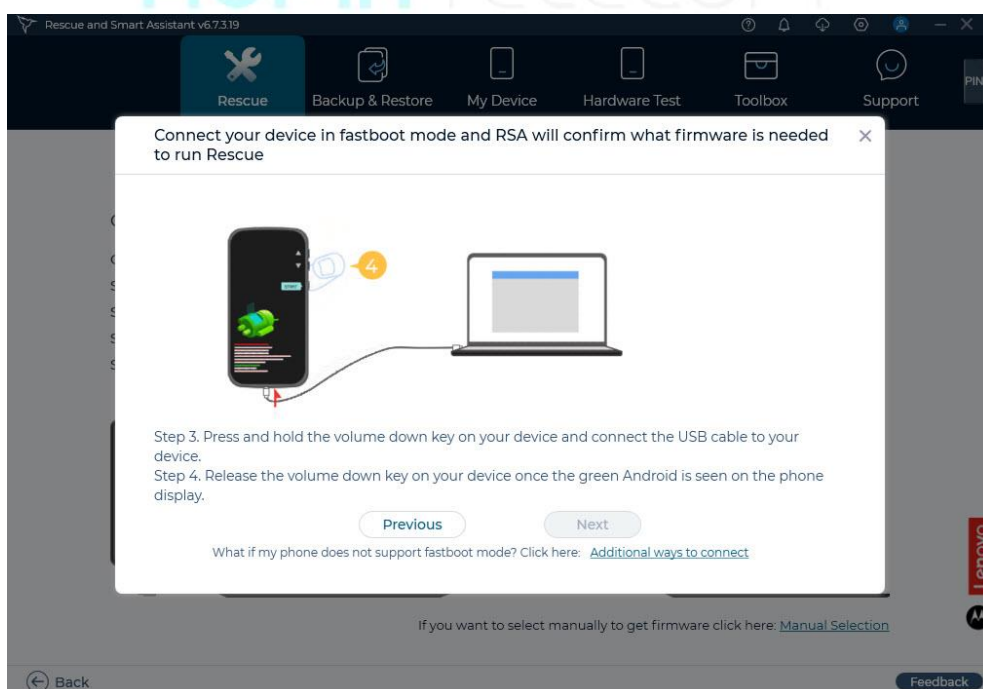 Rescue and Smart Assistant v6.7.3.19
Rescue
Backup & Restore
My Device
Hardware Test
Toolbox
Support
PIN
Connect your device in fastboot mode and RSA will confirm what firmware is needed
to run Rescue
START
4
Step 3. Press and hold the volume down key on your device and connect the USB cable to your
device.
Step 4. Release the volume down key on your device once the green Android is seen on the phone
display.
Previous
Next
What if my phone does not support fastboot mode? Click here: Additional ways to connect
Lenovo
If you want to select manually to get firmware click here: Manual Selection
Back
Feedback